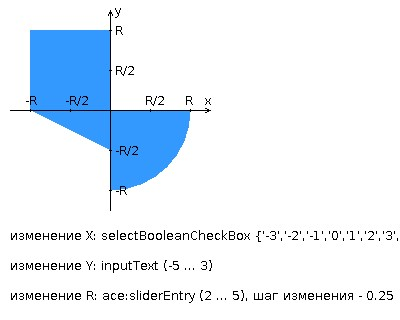 y
R
R/2
-R
-R/2
R/2
R
x
-R/2
-R
изменение X: selectBooleanCheckBox {'-3','-2','-1','0','1','2','3',
изменение Y: inputText (-5 ... 3)
изменение R: ace:sliderEntry (2 ... 5), шаг изменения - 0.25